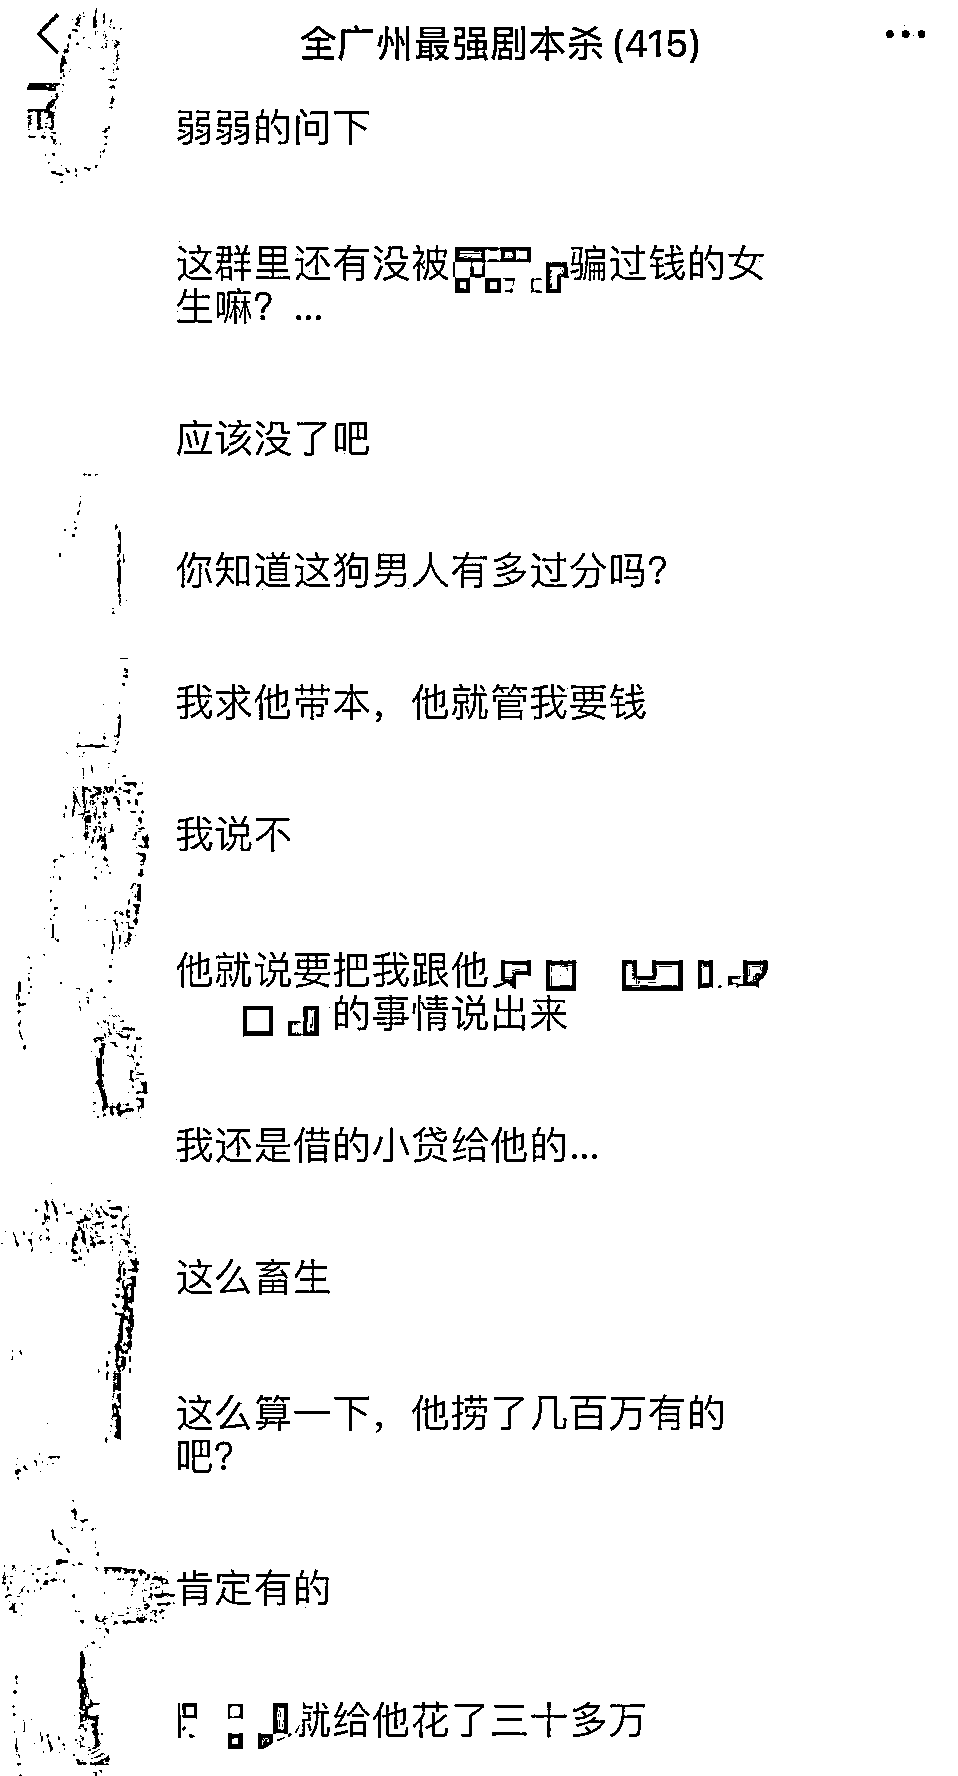 全广州最强剧本杀 (415)
弱弱的问下
这群里还有没被 骗过钱的女
生嘛？...
应该没了吧
你知道这狗男人有多过分吗？
我求他带本，他就管我要钱
我说不
他就说要把我跟他
的事情说出来
我还是借的小贷给他的...
这么畜生
这么算一下，他捞了几百万有的
吧？
肯定有的
就给他花了三十多万